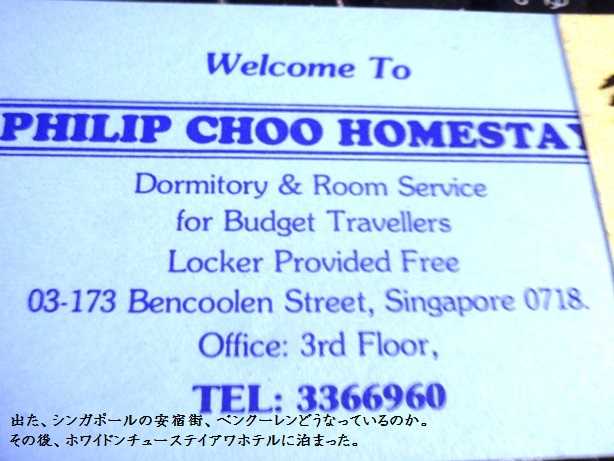 Welcome To
PHILIP CHOO HOMESTAY
Dormitory & Room Service
for Budget Travellers
Locker Provided Free
03-173 Bencoolen Street, Singapore 0718.
Office: 3rd Floor,
TEL: 3366960
出た、シンガポールの安宿街、ベンクーレンどうなっているのか。
その後、ホワイドンチューステイアワホテルに泊まった。